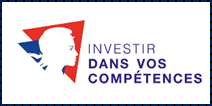 INVESTIR
DANS VOS
COMPÉTENCES